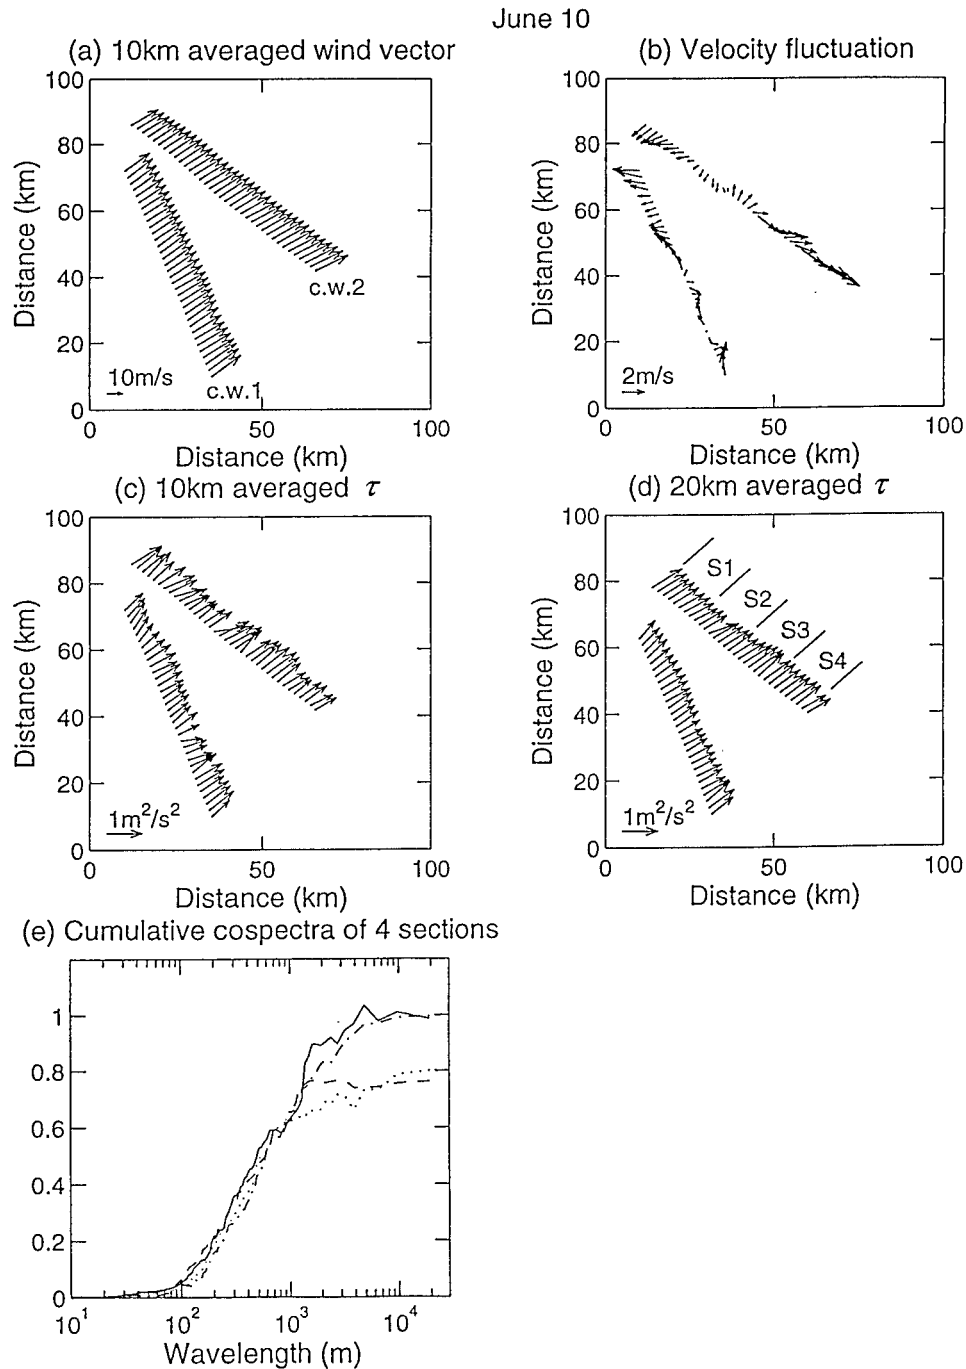 June 10
(a) 10km averaged wind vector
(b) Velocity fluctuation
100
80
60
40
20
0
Distance (km)
c.w.2
c.w.1
10m/s
0
50
100
Distance (km)
100
80
60
40
20
0
Distance (km)
2m/s
0
50
100
Distance (km)
(c) 10km averaged τ
(d) 20km averaged τ
100
80
60
40
20
0
Distance (km)
1m²/s²
0
50
100
Distance (km)
100
80
60
40
20
0
Distance (km)
S1
S2
S3
S4
1m²/s²
0
50
100
Distance (km)
(e) Cumulative cospectra of 4 sections
1
0.8
0.6
0.4
0.2
0
10¹
10²
10³
10⁴
Wavelength (m)